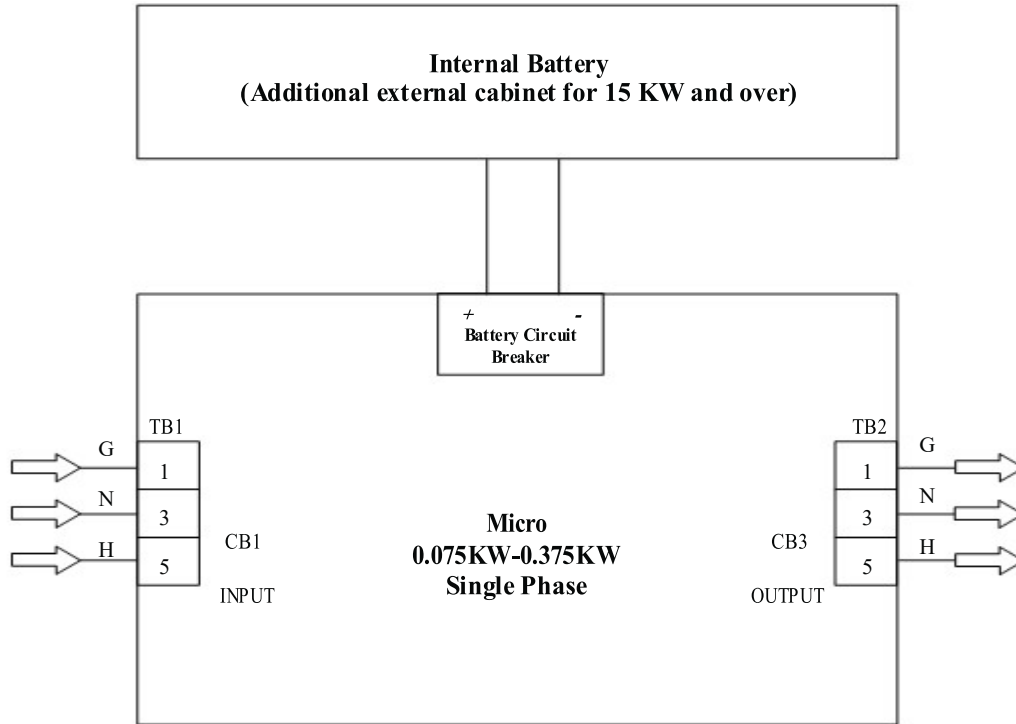 Internal Battery
(Additional external cabinet for 15 KW and over)
+ -
Battery Circuit
Breaker
TB1
G 1
N 3
H 5
CB1
INPUT
Micro
0.075KW-0.375KW
Single Phase
TB2
1 G
3 N
5 H
CB3
OUTPUT